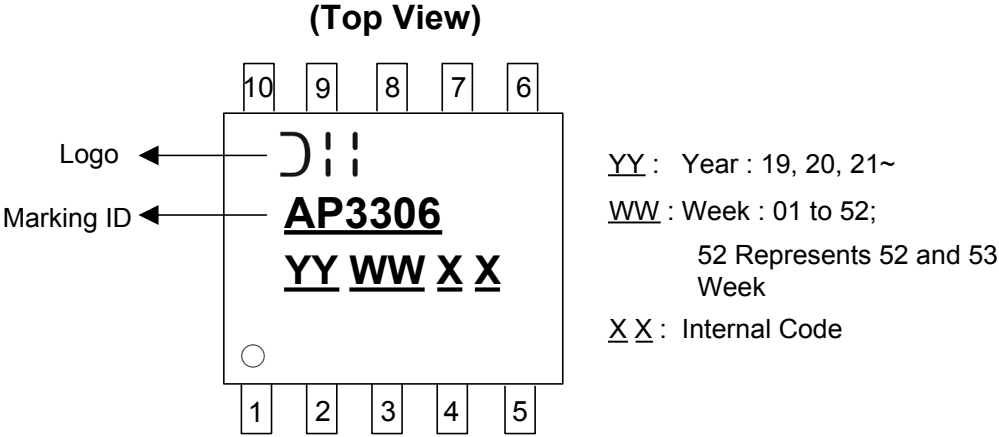 (Top View)
10 9 8 7 6
Logo
Marking ID
AP3306
YY WW X X
1 2 3 4 5
YY : Year : 19, 20, 21~
WW : Week : 01 to 52;
52 Represents 52 and 53
Week
X X : Internal Code